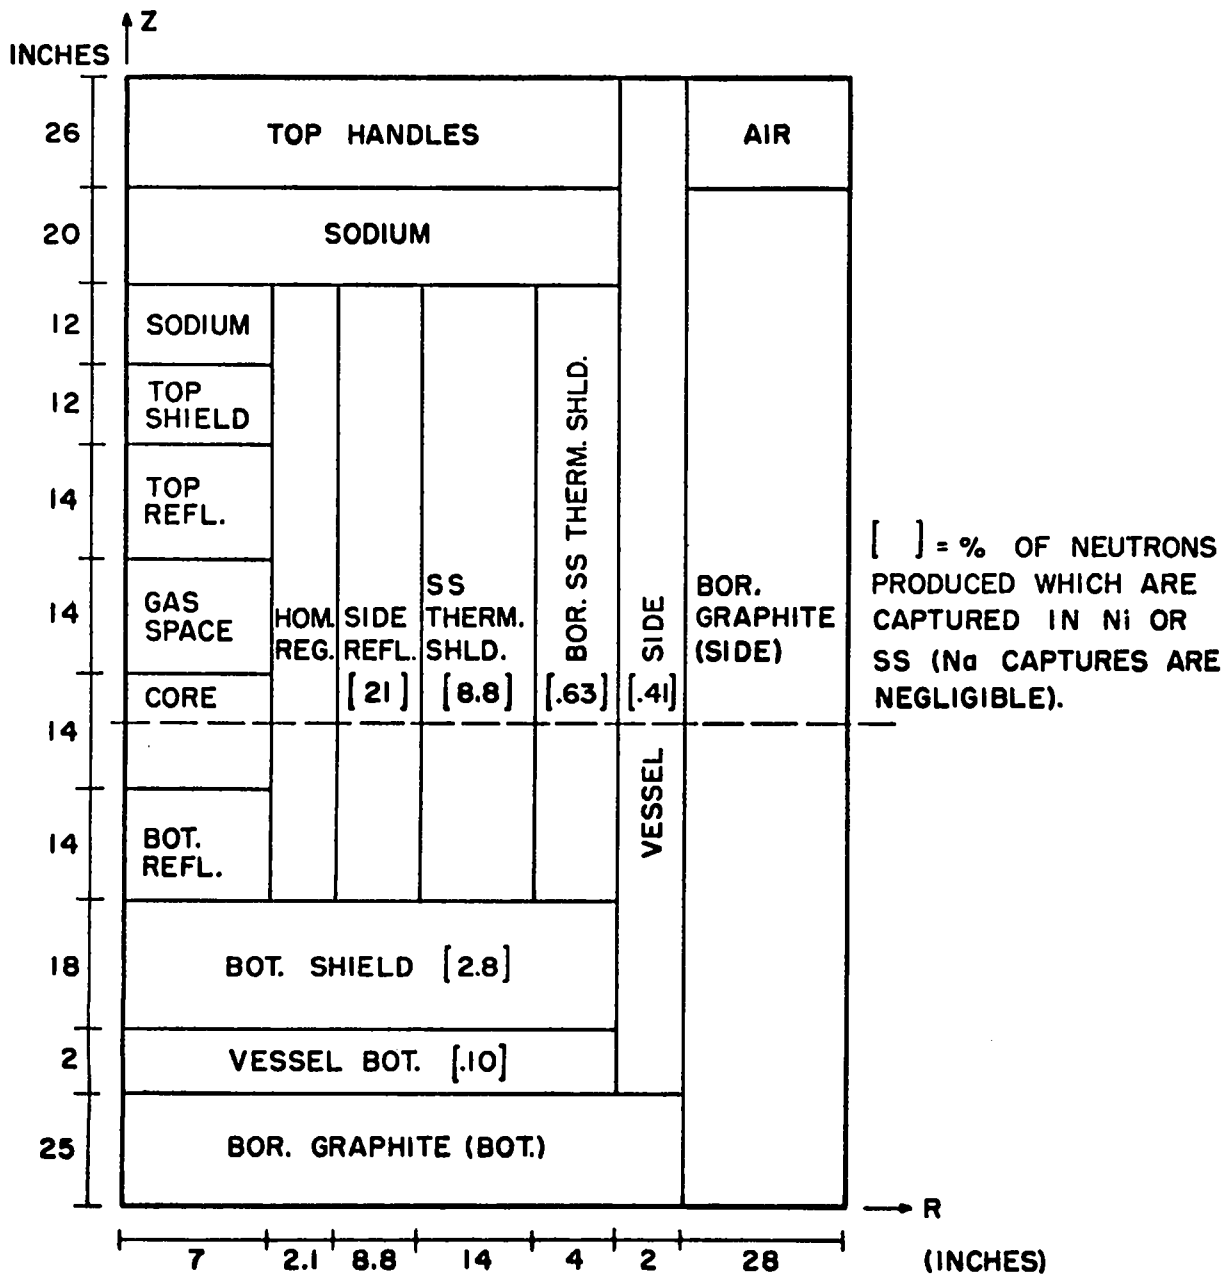 Z
INCHES
26
TOP HANDLES
AIR
20
SODIUM
12
SODIUM
12
TOP
SHIELD
14
TOP
REFL.
14
GAS
SPACE
HOM.
REG.
SIDE
REFL.
[21]
SS
THERM.
SHLD.
[8.8]
BOR. SS THERM. SHLD.
[.63]
VESSEL SIDE
[.41]
BOR.
GRAPHITE
(SIDE)
[ ] = % OF NEUTRONS
PRODUCED WHICH ARE
CAPTURED IN Ni OR
SS (Na CAPTURES ARE
NEGLIGIBLE).
CORE
14
14
BOT.
REFL.
18
BOT. SHIELD [2.8]
2
VESSEL BOT. [.10]
25
BOR. GRAPHITE (BOT.)
R
7 2.1 8.8 14 4 2 28 (INCHES)